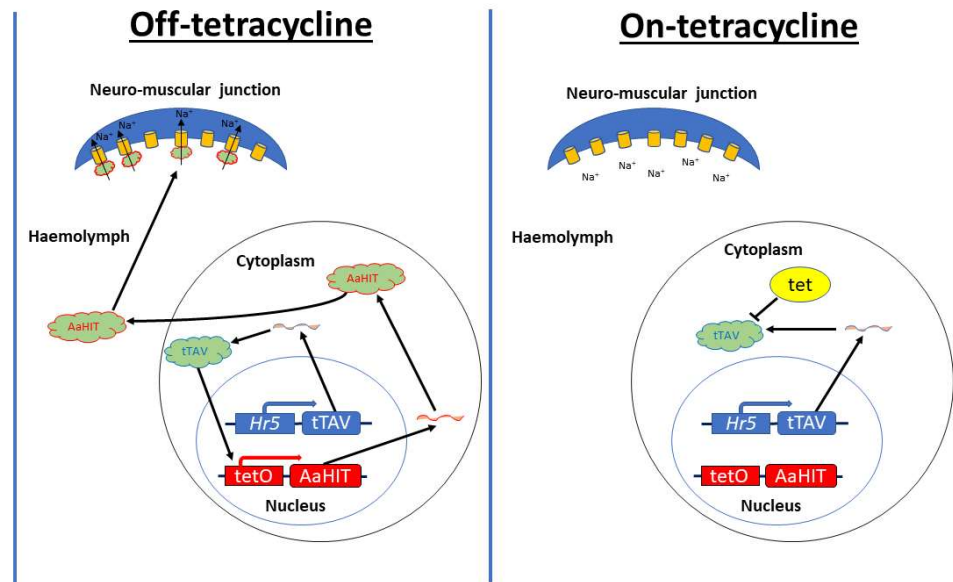 Off-tetracycline
Neuro-muscular junction
Na⁺
Na⁺
Na⁺
Na⁺
Haemolymph
Cytoplasm
AaHIT
AaHIT
tTAV
Hr5
tTAV
tetO
AaHIT
Nucleus
On-tetracycline
Neuro-muscular junction
Na⁺
Na⁺
Na⁺
Na⁺
Na⁺
Haemolymph
Cytoplasm
tet
tTAV
Hr5
tTAV
tetO
AaHIT
Nucleus